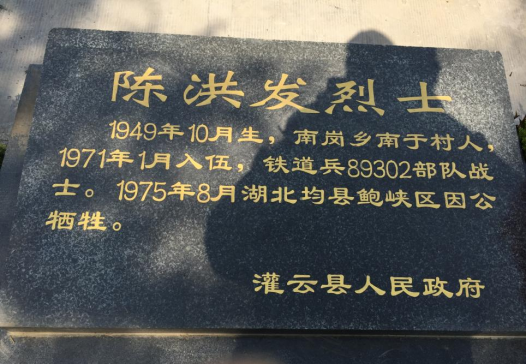 陈洪发烈士
1949年10月生，南岗乡南于村人，
1971年1月入伍，铁道兵89302部队战
士。1975年8月湖北均县鲍峡区因公
牺牲。
灌云县人民政府